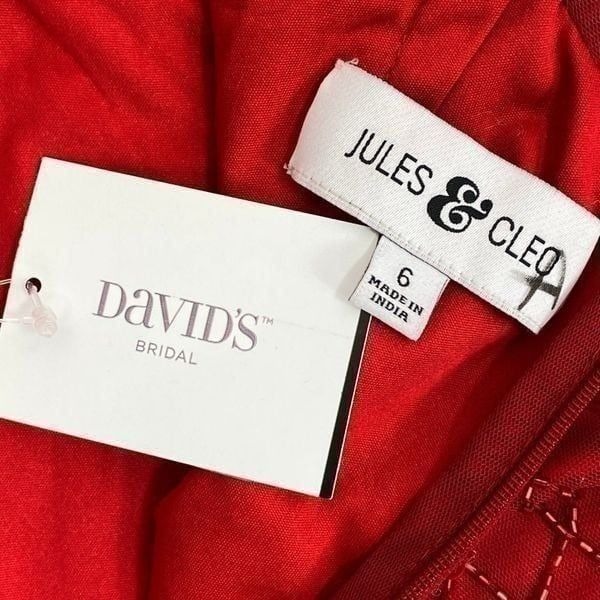 JULES & CLEO
A
6
MADE IN
INDIA
DAVID'S™
BRIDAL